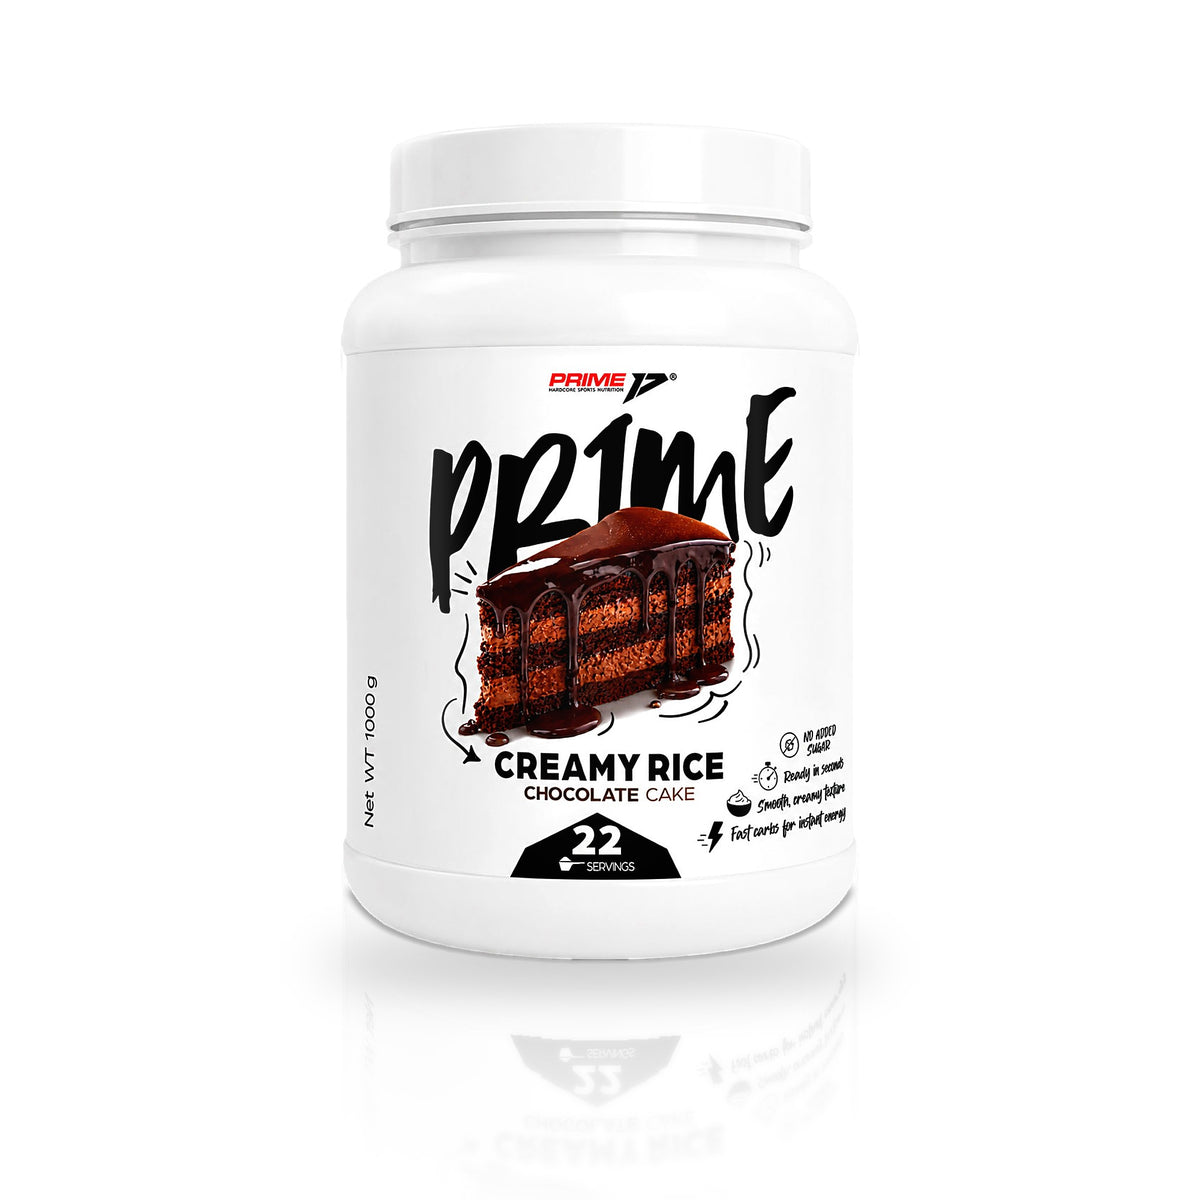 PRIME
HARDCORE SPORTS NUTRITION
®
PRIME
Net WT 1000 g
CREAMY RICE
CHOCOLATE CAKE
22
SERVINGS
NO ADDED
SUGAR
Ready in seconds
Smooth, creamy texture
Fast carbs for instant energy